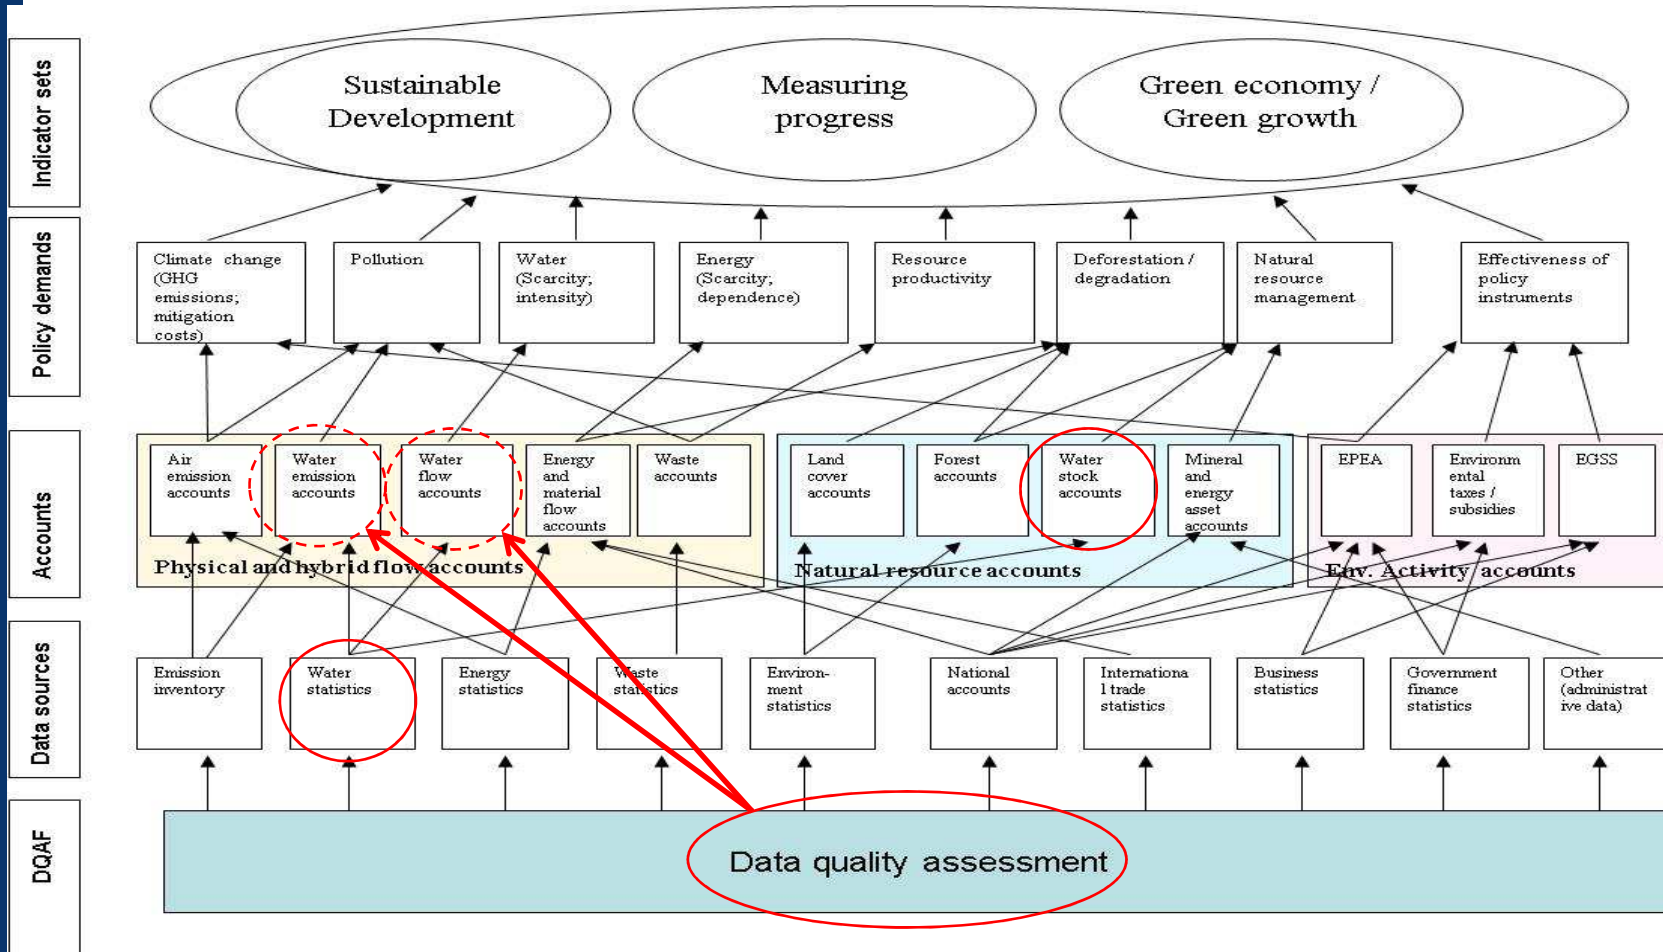 Indicator sets
Sustainable
Development
Measuring
progress
Green economy /
Green growth
Policy demands
Climate change
(GHG
emissions;
mitigation
costs)
Pollution
Water
(Scarcity;
intensity)
Energy
(Scarcity;
dependence)
Resource
productivity
Deforestation /
degradation
Natural
resource
management
Effectiveness of
policy
instruments
Accounts
Air
emission
accounts
Water
emission
accounts
Water
flow
accounts
Energy
and
material
flow
accounts
Waste
accounts
Physical and hybrid flow accounts
Land
cover
accounts
Forest
accounts
Water
stock
accounts
Mineral
and
energy
asset
accounts
Natural resource accounts
EPEA
Environm
ental
taxes /
subsidies
EGSS
Env. Activity accounts
Data sources
Emission
inventory
Water
statistics
Energy
statistics
Waste
statistics
Environ-
ment
statistics
National
accounts
Internationa
l trade
statistics
Business
statistics
Government
finance
statistics
Other
(administrat
ive data)
DQAF
Data quality assessment